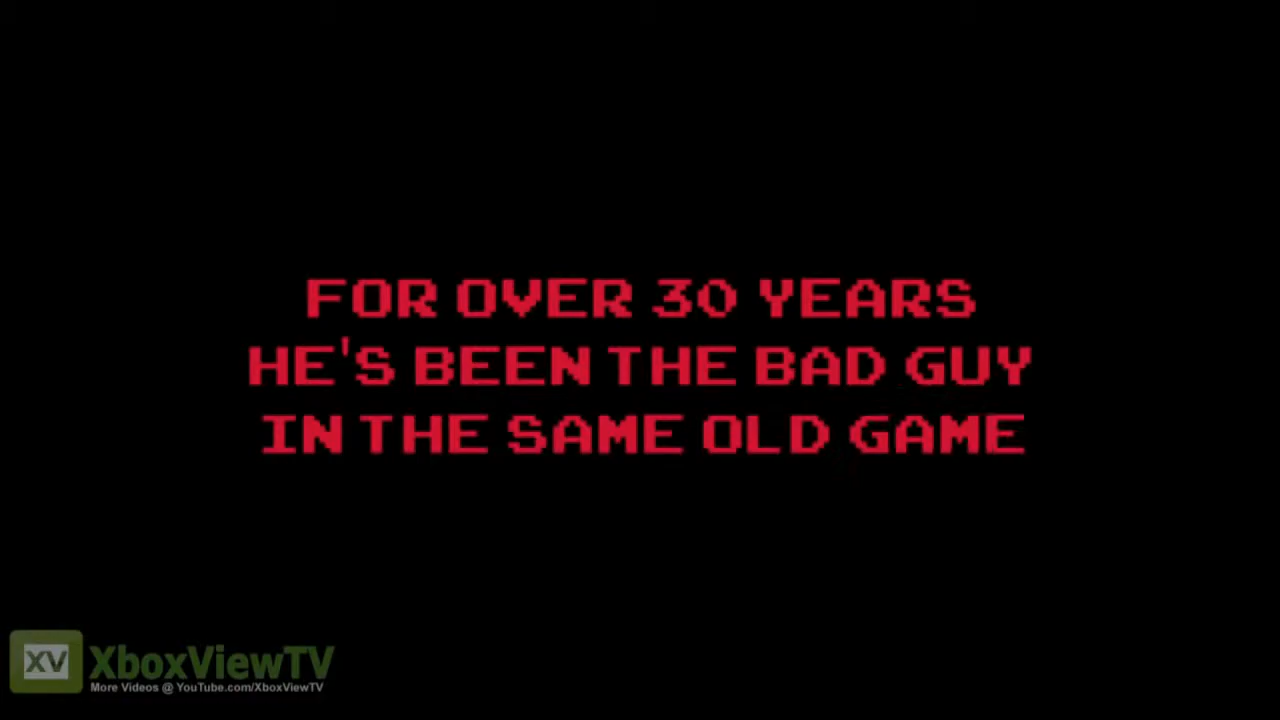 FOR OVER 30 YEARS
HE'S BEEN THE BAD GUY
IN THE SAME OLD GAME
XV XboxViewTV
More Videos @ YouTube.com/XboxViewTV